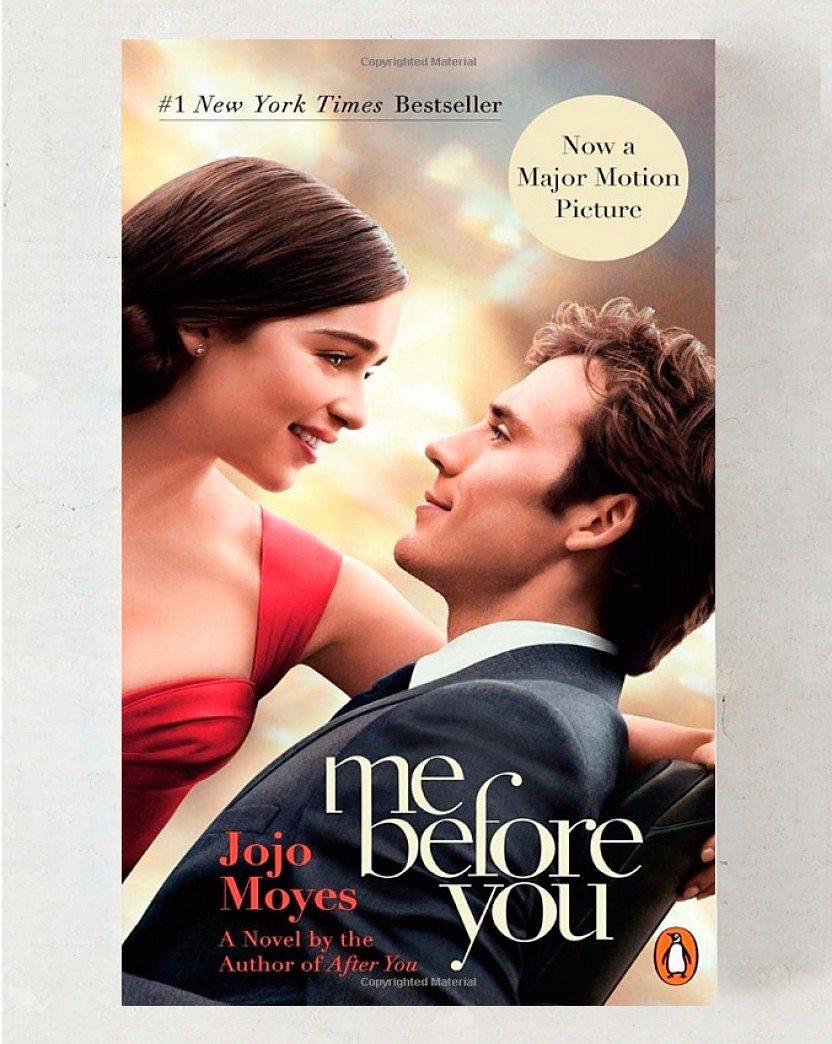 Copyrighted Material
#1 New York Times Bestseller
Now a
Major Motion
Picture
me
before
you
Jojo
Moyes
A Novel by the
Author of After You
Copyrighted Material